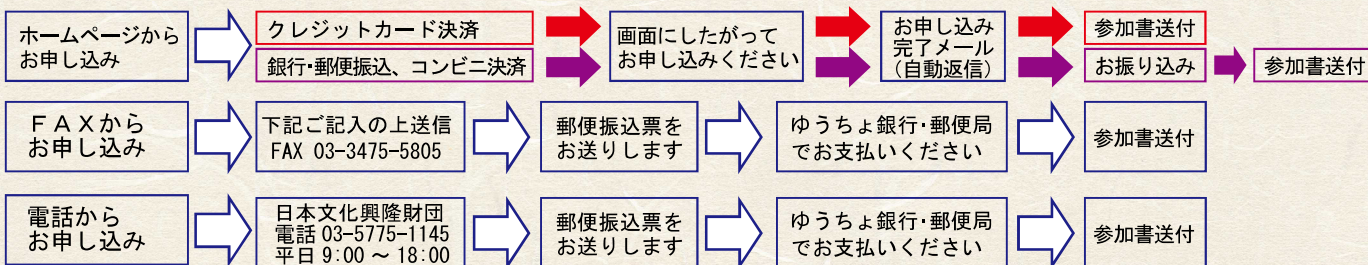 ホームページから
お申し込み
クレジットカード決済
銀行・郵便振込、コンビニ決済
画面にしたがって
お申し込みください
お申し込み
完了メール
（自動返信）
参加書送付
お振り込み
参加書送付
ＦＡＸから
お申し込み
下記ご記入の上送信
FAX 03-3475-5805
郵便振込票を
お送りします
ゆうちょ銀行・郵便局
でお支払いください
参加書送付
電話から
お申し込み
日本文化興隆財団
電話 03-5775-1145
平日 9:00 ～ 18:00
郵便振込票を
お送りします
ゆうちょ銀行・郵便局
でお支払いください
参加書送付